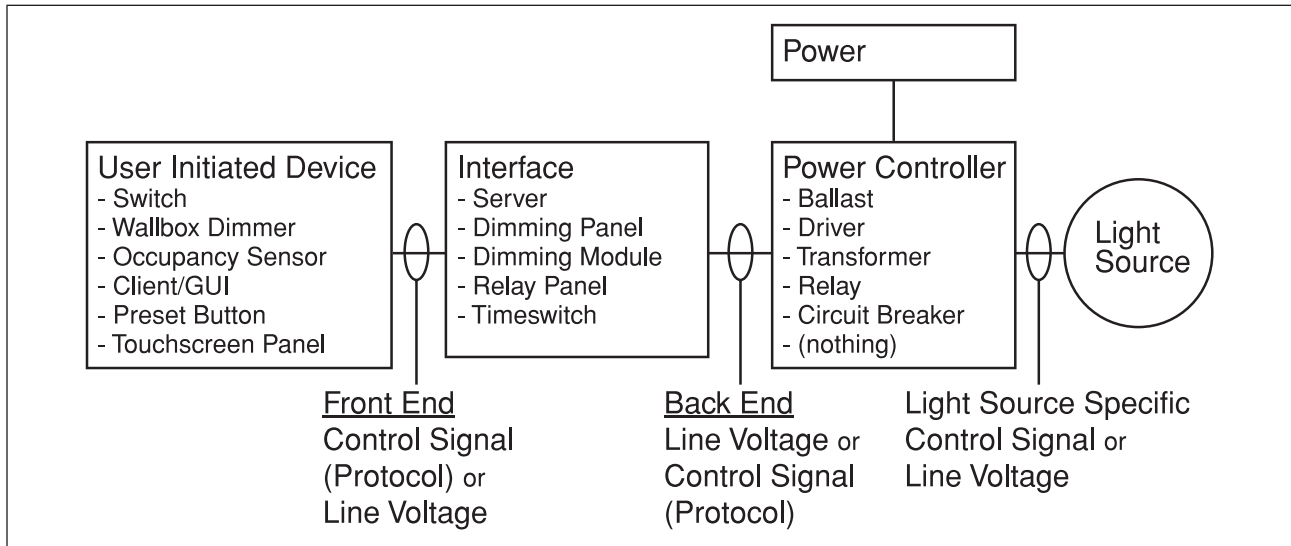 Power
User Initiated Device
- Switch
- Wallbox Dimmer
- Occupancy Sensor
- Client/GUI
- Preset Button
- Touchscreen Panel
Interface
- Server
- Dimming Panel
- Dimming Module
- Relay Panel
- Timeswitch
Power Controller
- Ballast
- Driver
- Transformer
- Relay
- Circuit Breaker
- (nothing)
Light
Source
Front End
Control Signal
(Protocol) or
Line Voltage
Back End
Line Voltage or
Control Signal
(Protocol)
Light Source Specific
Control Signal or
Line Voltage